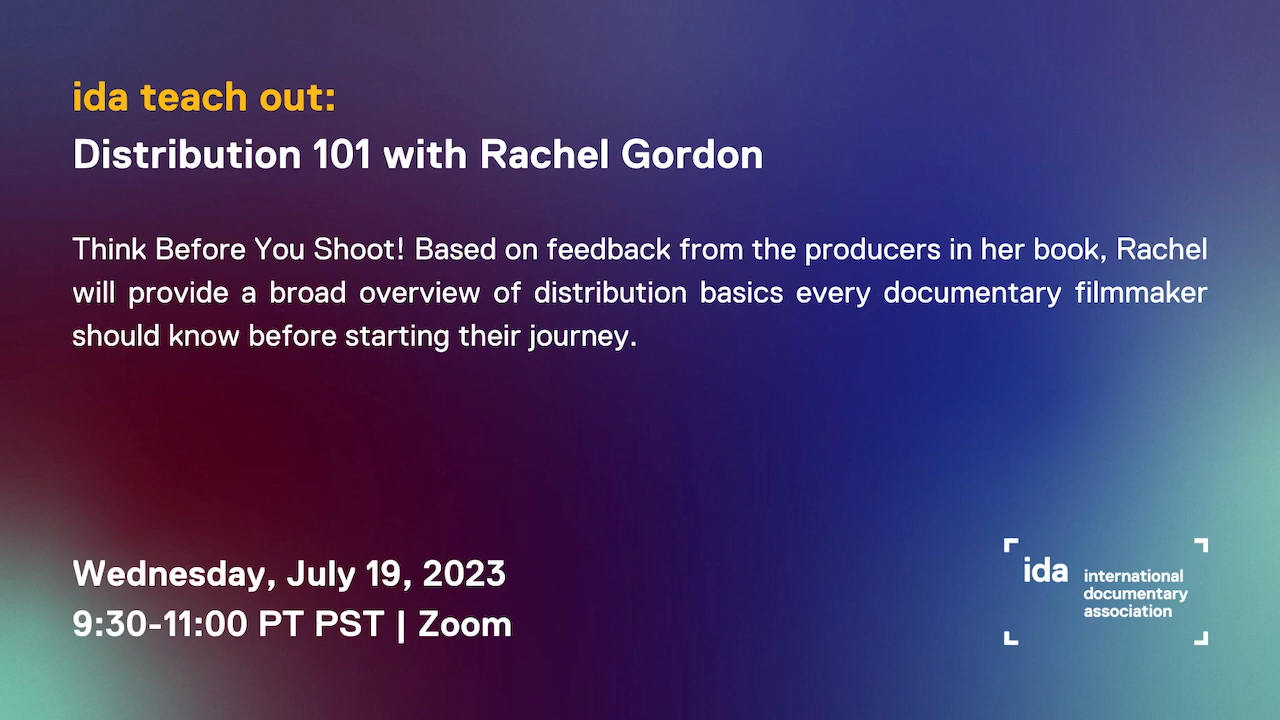 ida teach out:
Distribution 101 with Rachel Gordon
Think Before You Shoot! Based on feedback from the producers in her book, Rachel
will provide a broad overview of distribution basics every documentary filmmaker
should know before starting their journey.
Wednesday, July 19, 2023
9:30-11:00 PT PST | Zoom
ida international
documentary
association